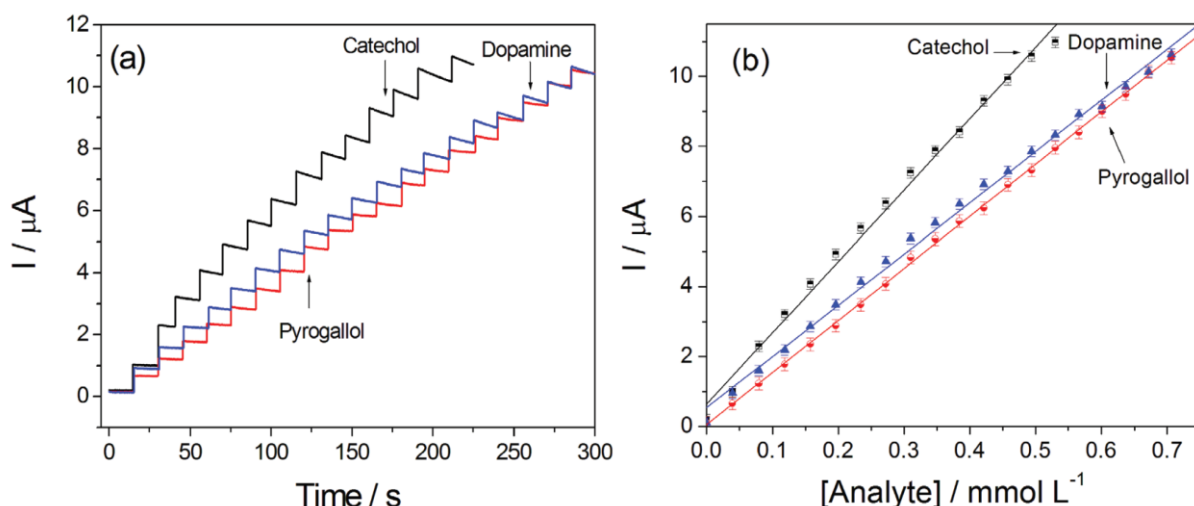 (a)
12
10
8
6
4
2
0
I / μA
Catechol
Dopamine
Pyrogallol
0 50 100 150 200 250 300
Time / s
(b)
10
8
6
4
2
0
I / μA
Catechol
Dopamine
Pyrogallol
0.0 0.1 0.2 0.3 0.4 0.5 0.6 0.7
[Analyte] / mmol L⁻¹